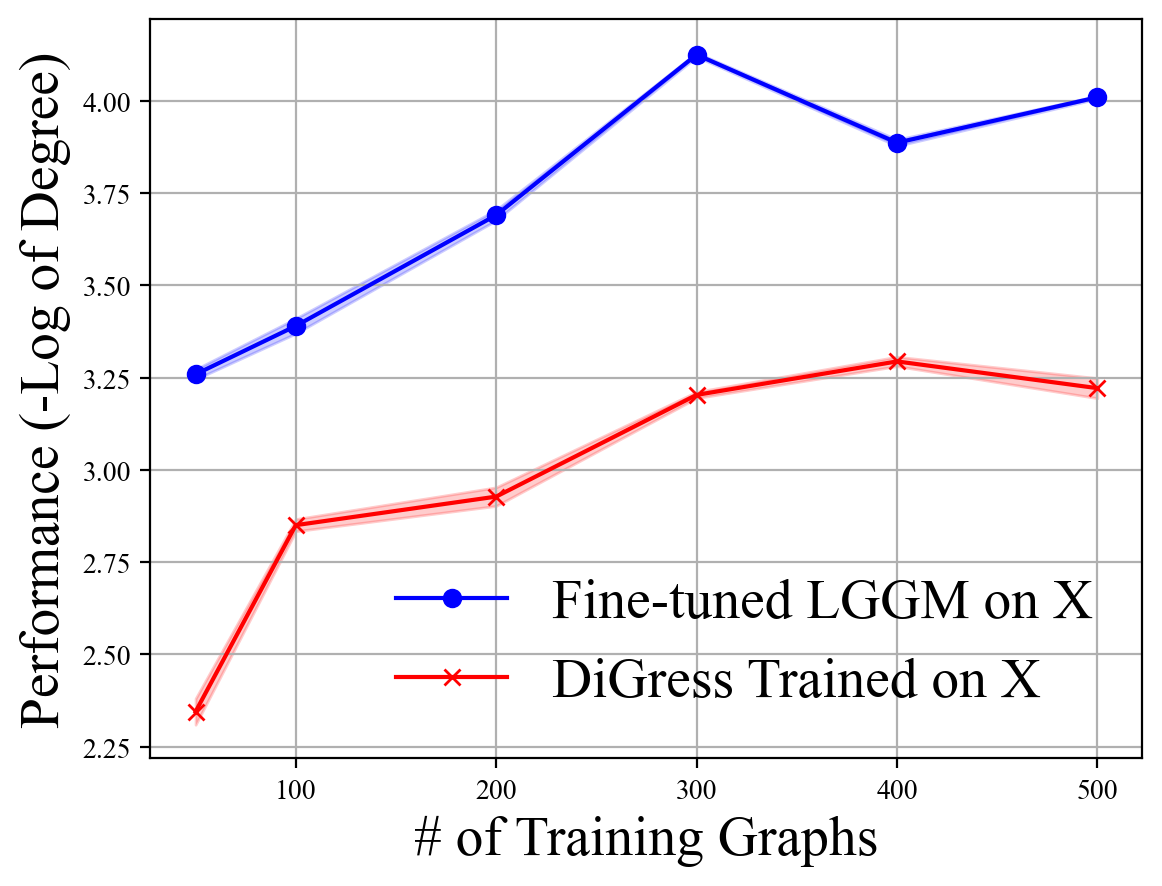 Performance (-Log of Degree)
4.00
3.75
3.50
3.25
3.00
2.75
2.50
2.25
Fine-tuned LGGM on X
DiGress Trained on X
100 200 300 400 500
# of Training Graphs